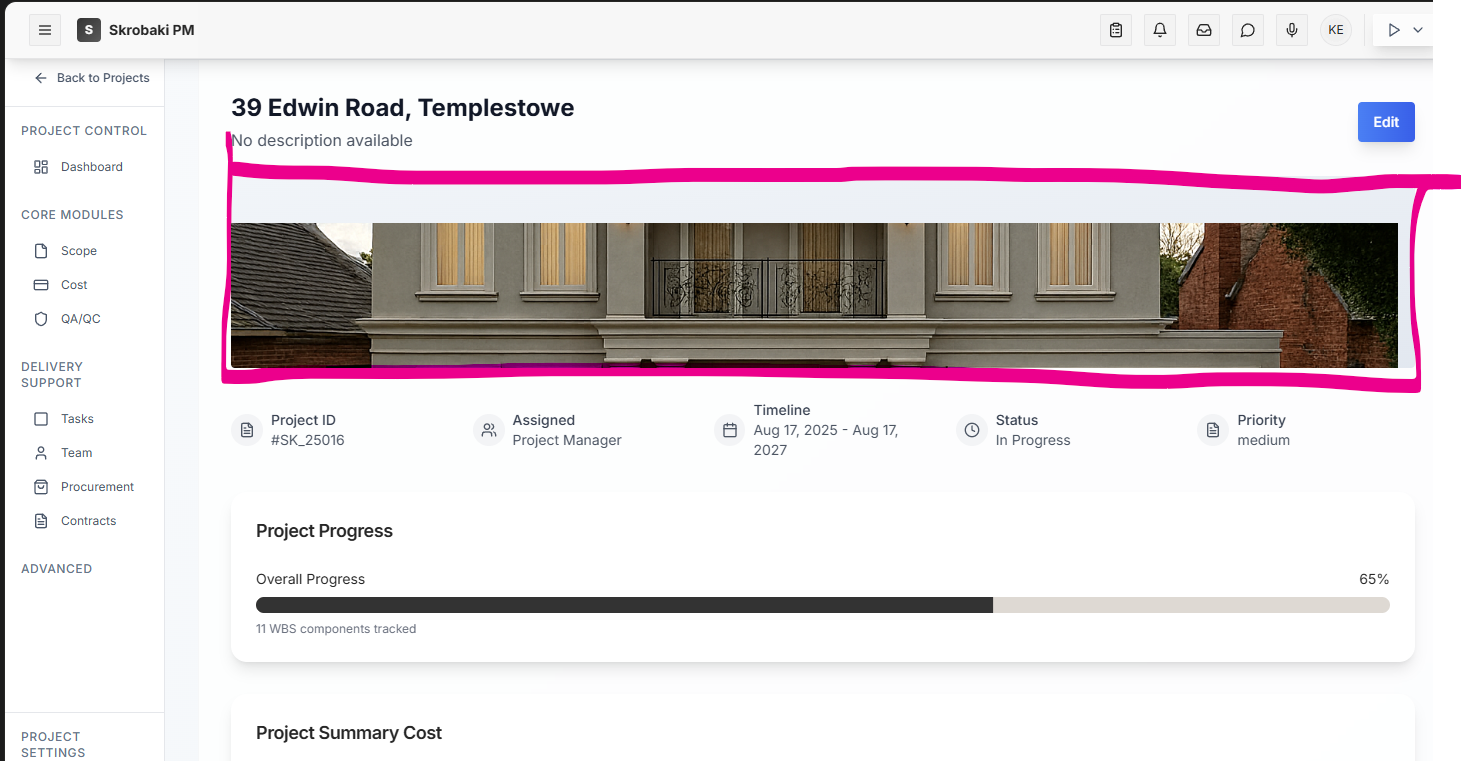 S Skrobaki PM
KE
Back to Projects
PROJECT CONTROL
Dashboard
CORE MODULES
Scope
Cost
QA/QC
DELIVERY
SUPPORT
Tasks
Team
Procurement
Contracts
ADVANCED
PROJECT
SETTINGS
39 Edwin Road, Templestowe
No description available
Edit
Project ID
#SK_25016
Assigned
Project Manager
Timeline
Aug 17, 2025 - Aug 17,
2027
Status
In Progress
Priority
medium
Project Progress
Overall Progress
65%
11 WBS components tracked
Project Summary Cost